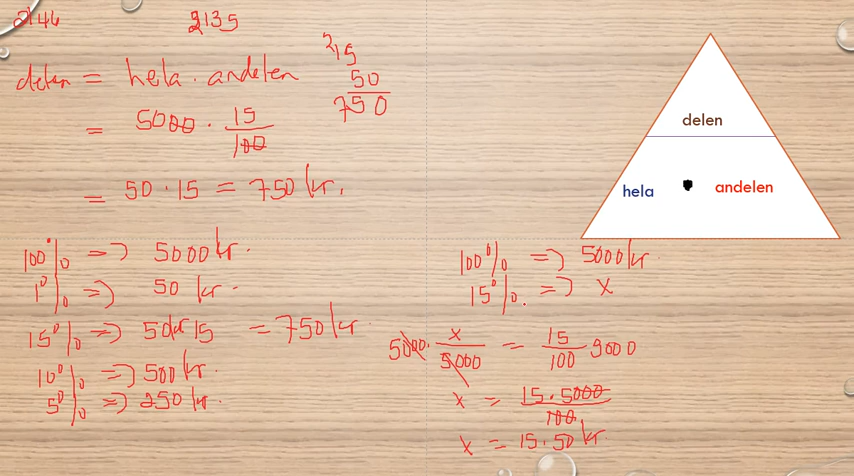 2146
2135
delen = hela · andelen
= 5000 · 15/100
= 50 · 15 = 750 kr.
2
15
50
750
100% => 5000 kr.
1% => 50 kr.
15% => 50 kr 15 = 750 kr.
10% => 500 kr.
5% => 250 kr.
delen
hela • andelen
100% => 5000 kr.
15% => x
5000 · x/5000 = 15/100 5000
x = 15 · 5000/100
x = 15 · 50 kr